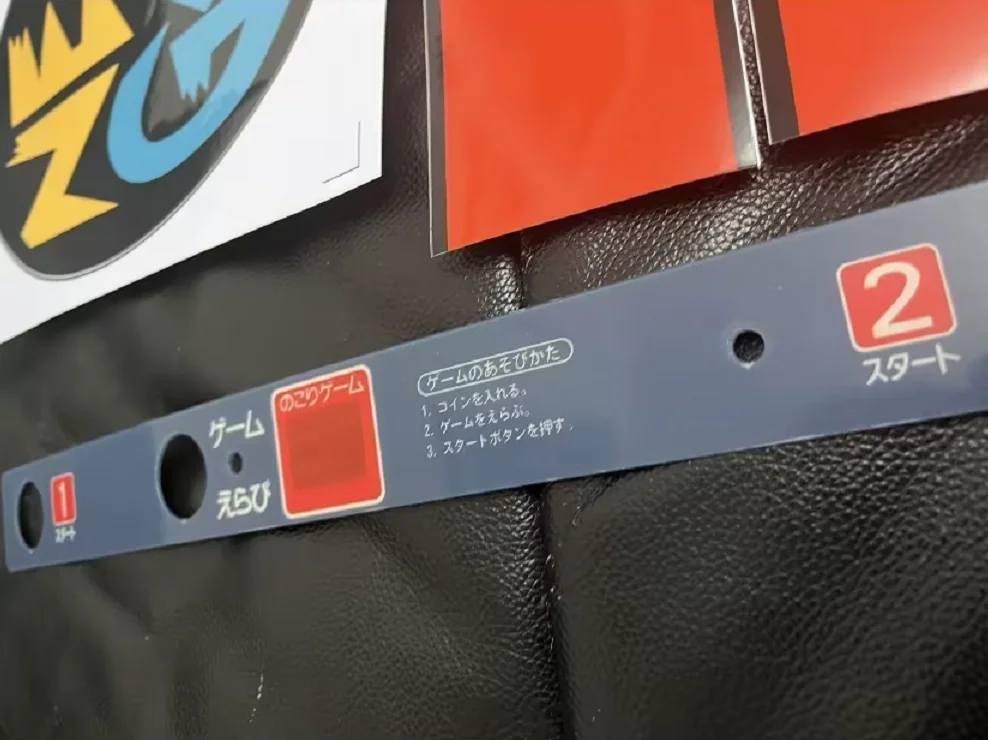 1
スタート
ゲーム
えらび
のこりゲーム
ゲームのあそびかた
1. コインを入れる。
2. ゲームをえらぶ。
3. スタートボタンを押す。
2
スタート